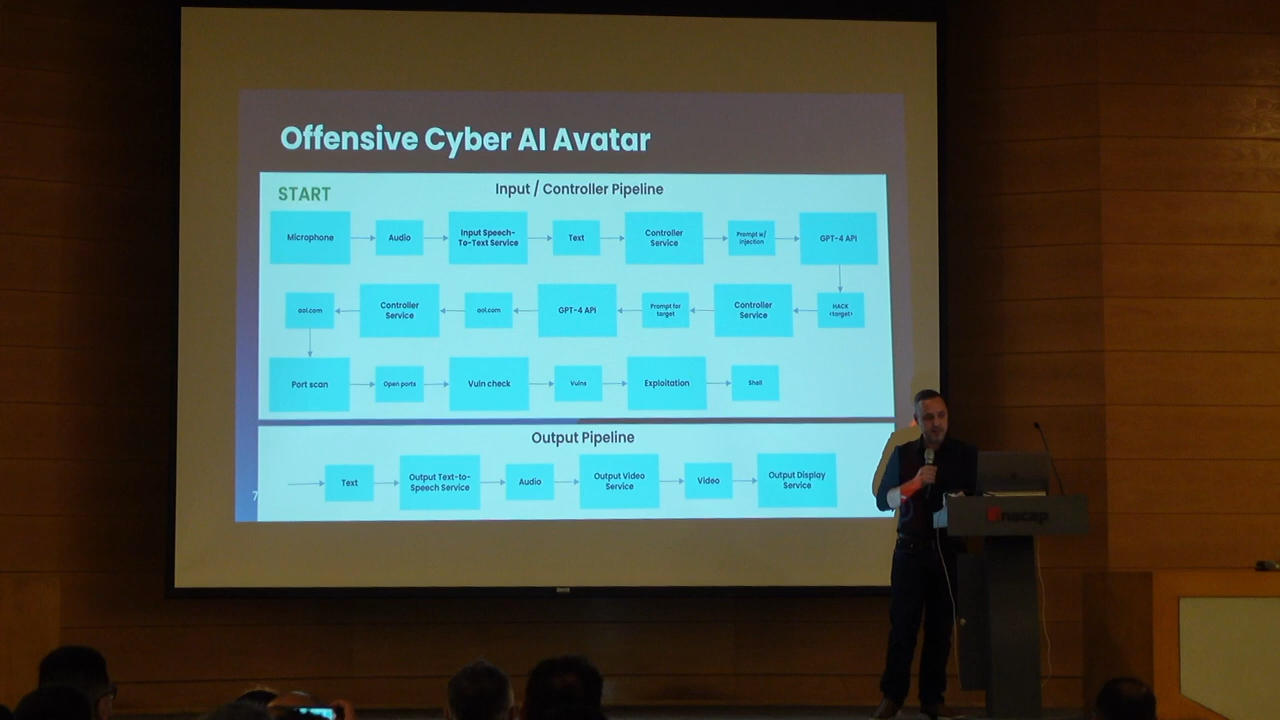 Offensive Cyber AI Avatar
START
Input / Controller Pipeline
Microphone
Audio
Input Speech-
To-Text Service
Text
Controller
Service
Prompt w/
injection
GPT-4 API
HACK
<target>
Controller
Service
Prompt for
target
GPT-4 API
aol.com
Controller
Service
aol.com
Port scan
Open ports
Vuln check
Vulns
Exploitation
Shell
Output Pipeline
Text
Output Text-to-
Speech Service
Audio
Output Video
Service
Video
Output Display
Service
7
inacap